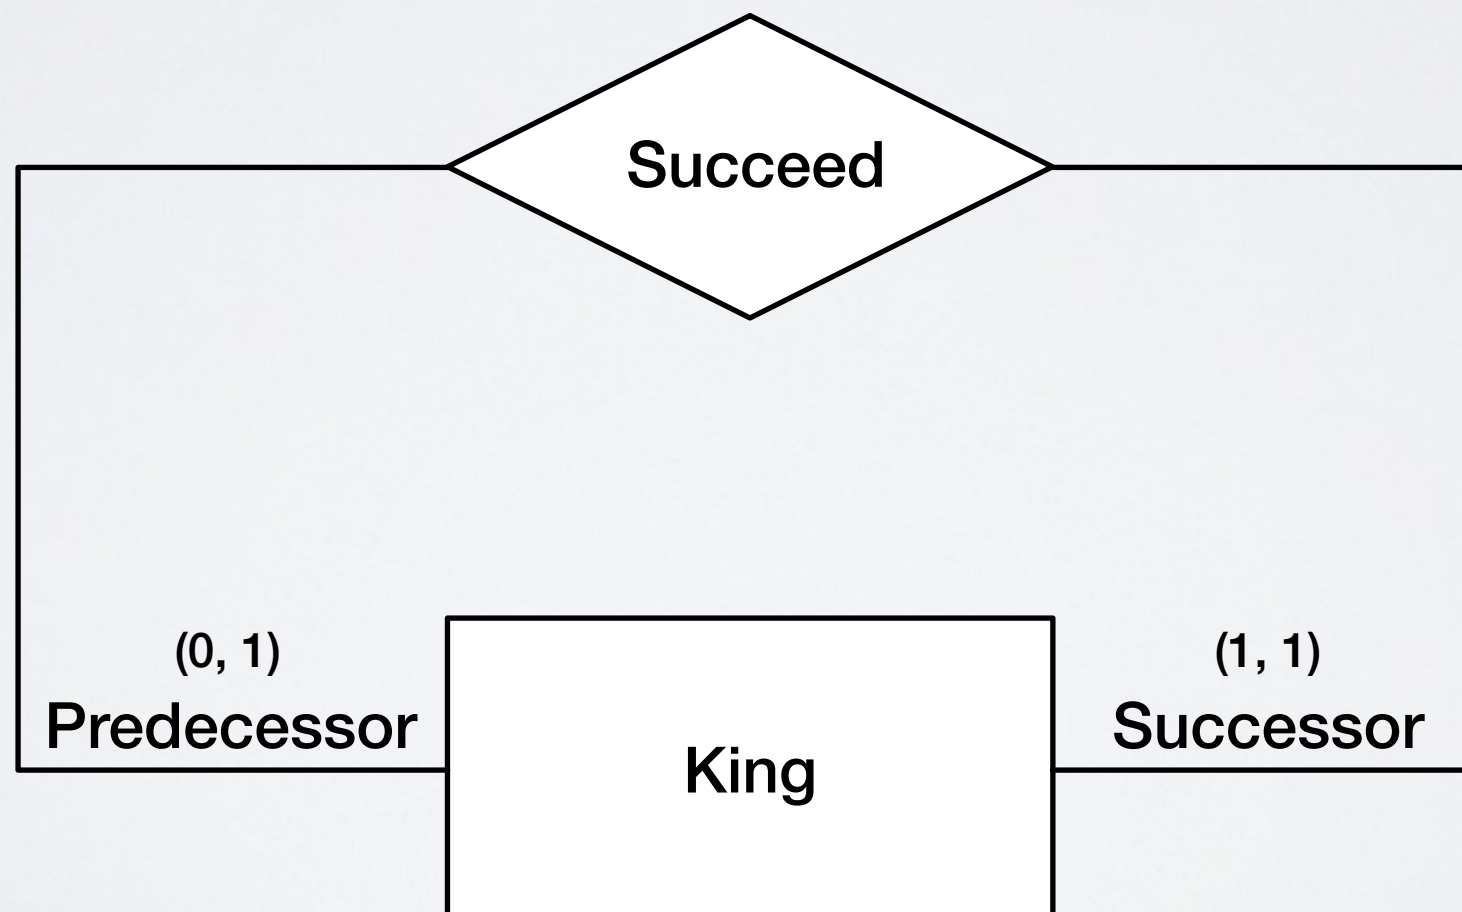 Succeed
(0, 1)
Predecessor
King
(1, 1)
Successor